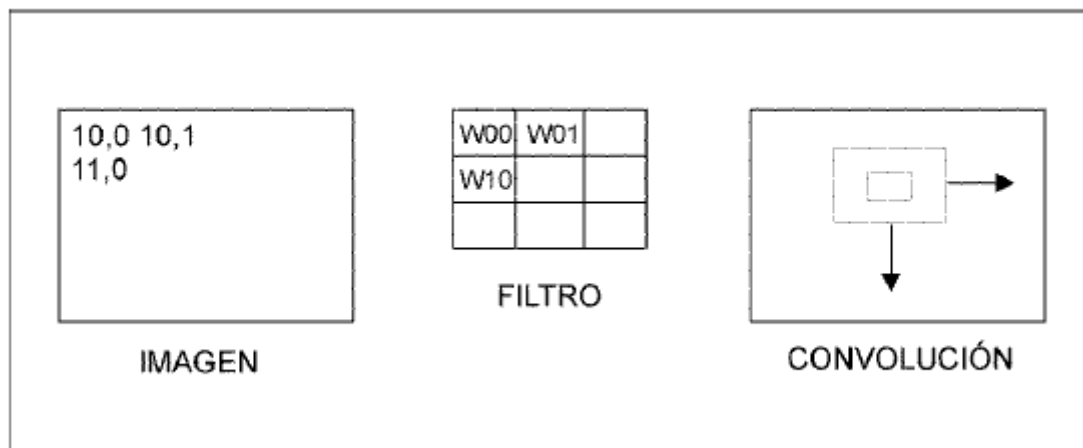 10,0 10,1
11,0
IMAGEN
W00 W01
W10
FILTRO
CONVOLUCIÓN